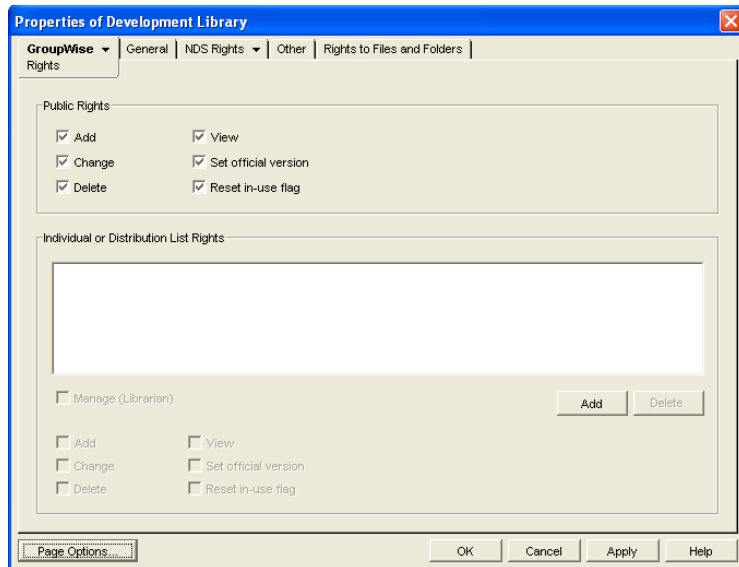 Properties of Development Library
GroupWise General NDS Rights Other Rights to Files and Folders
Rights
Public Rights
Add View
Change Set official version
Delete Reset in-use flag
Individual or Distribution List Rights
Manage (Librarian) Add Delete
Add View
Change Set official version
Delete Reset in-use flag
Page Options... OK Cancel Apply Help